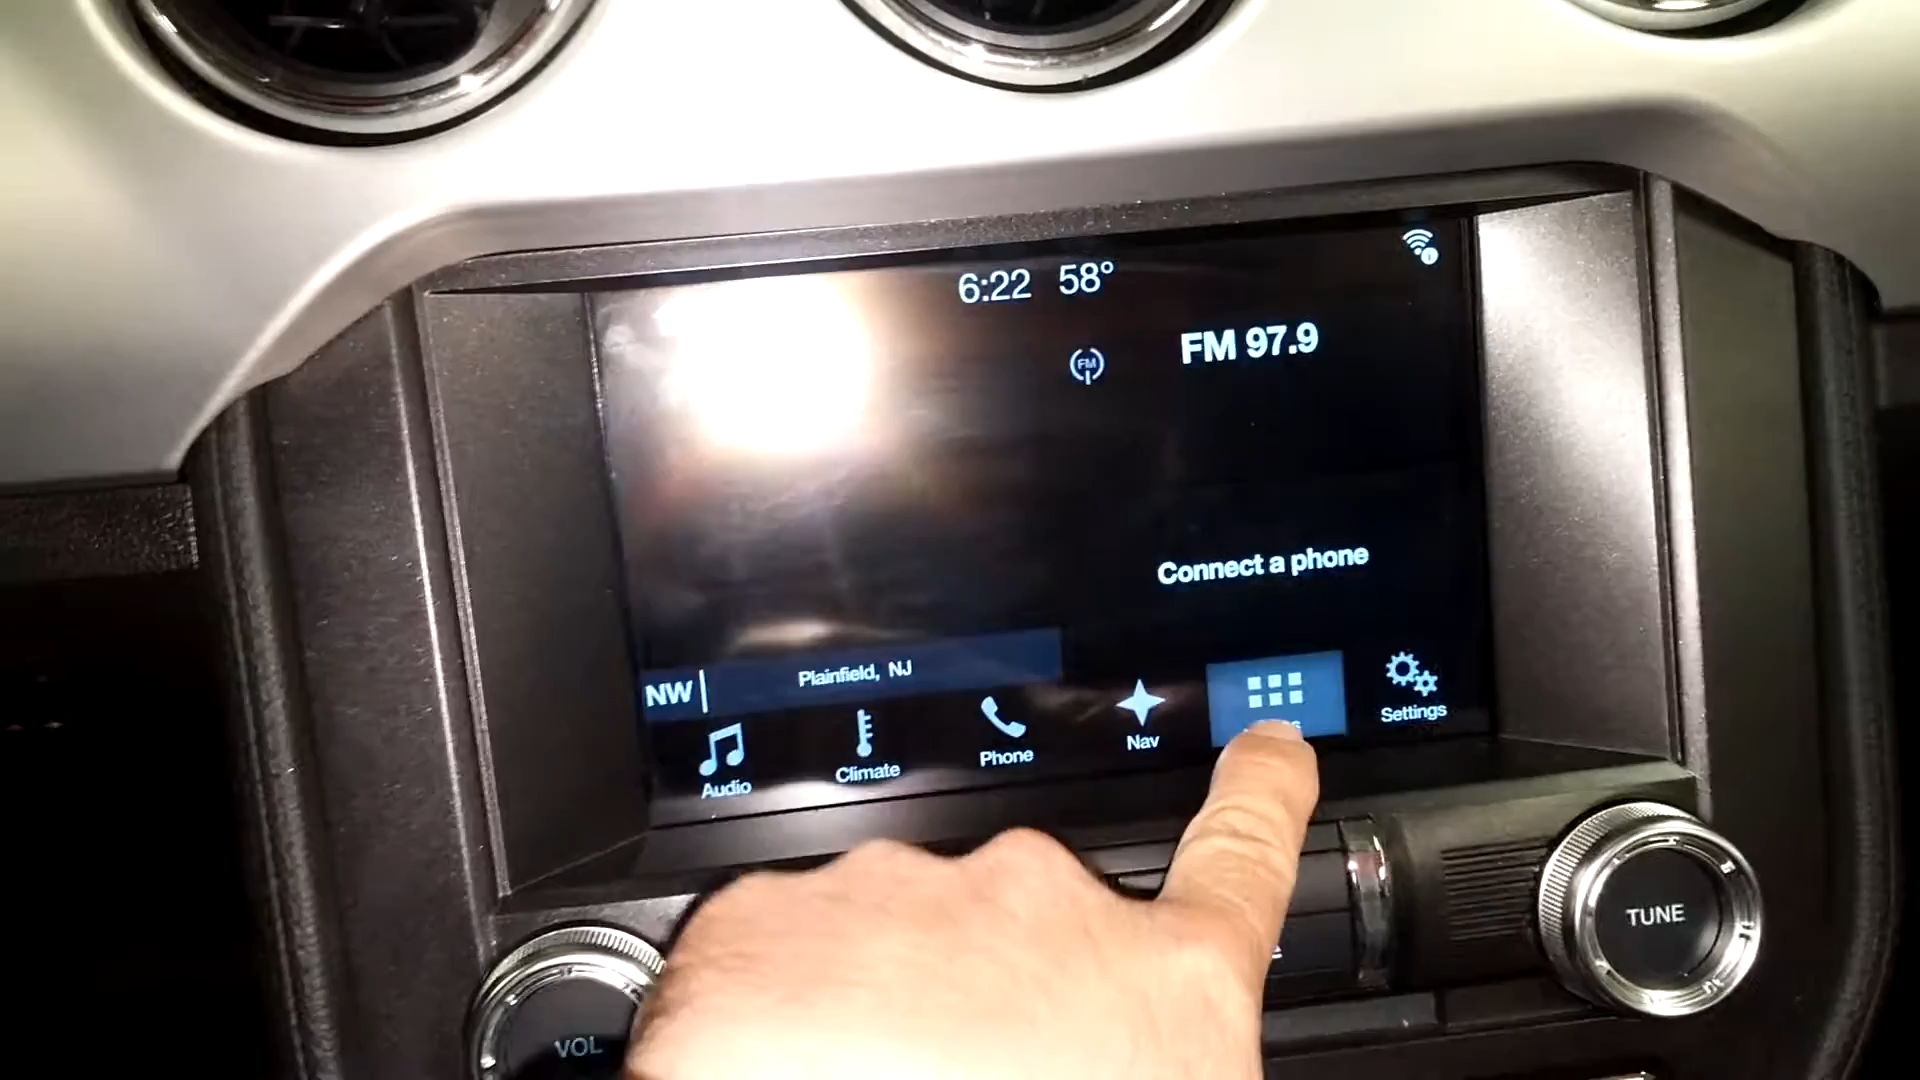 6:22 58°
FM
FM 97.9
Connect a phone
NW
Plainfield, NJ
Audio
Climate
Phone
Nav
Settings
TUNE
VOL